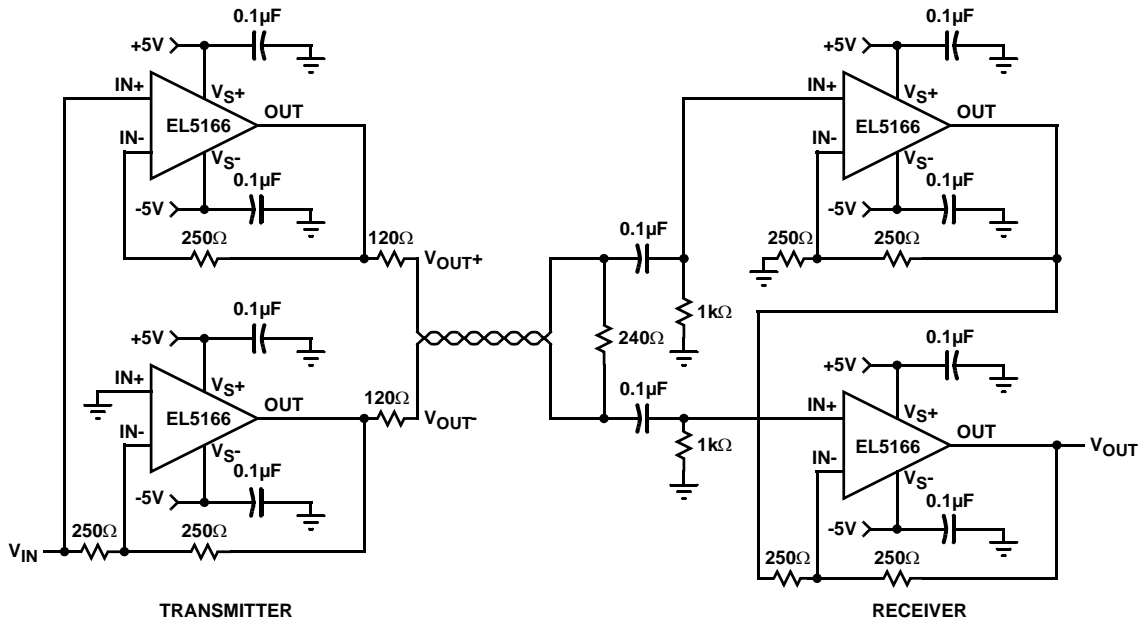 0.1µF
+5V
IN+
VS+
OUT
EL5166
IN-
VS-
0.1µF
-5V
250Ω
120Ω
VOUT+
0.1µF
+5V
IN+
VS+
OUT
EL5166
120Ω
VOUT-
IN-
VS-
0.1µF
-5V
250Ω
250Ω
VIN
TRANSMITTER
0.1µF
1kΩ
240Ω
0.1µF
1kΩ
0.1µF
+5V
IN+
VS+
OUT
EL5166
IN-
VS-
0.1µF
-5V
250Ω
250Ω
0.1µF
+5V
IN+
VS+
OUT
EL5166
VOUT
IN-
VS-
0.1µF
-5V
250Ω
250Ω
RECEIVER